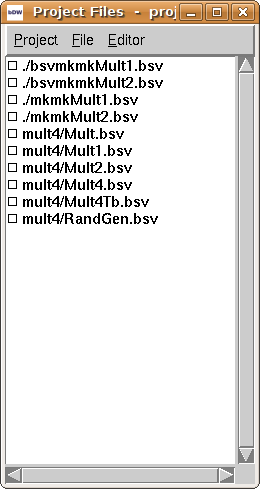 bDW Project Files - proj
Project File Editor
./bsvmkmkMult1.bsv
./bsvmkmkMult2.bsv
./mkmkMult1.bsv
./mkmkMult2.bsv
mult4/Mult.bsv
mult4/Mult1.bsv
mult4/Mult2.bsv
mult4/Mult4.bsv
mult4/Mult4Tb.bsv
mult4/RandGen.bsv